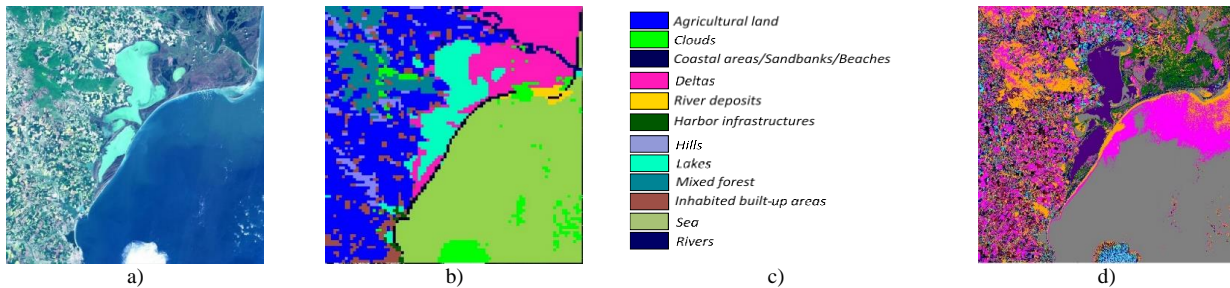 Agricultural land
Clouds
Coastal areas/Sandbanks/Beaches
Deltas
River deposits
Harbor infrastructures
Hills
Lakes
Mixed forest
Inhabited built-up areas
Sea
Rivers
a)
b)
c)
d)